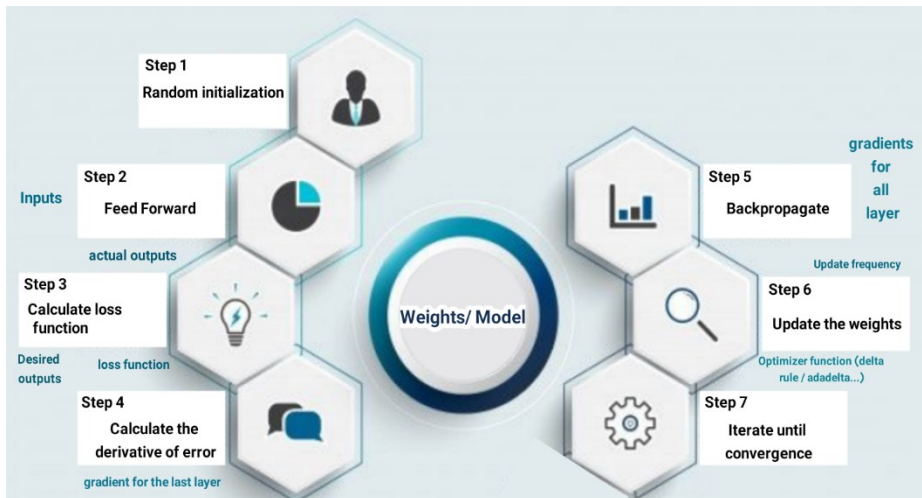 Step 1
Random initialization
Step 2
Inputs
Feed Forward
actual outputs
Step 3
Calculate loss
function
Desired
outputs
loss function
Step 4
Calculate the
derivative of error
gradient for the last layer
Weights/ Model
gradients
for
all
layer
Step 5
Backpropagate
Update frequency
Step 6
Update the weights
Optimizer function (delta
rule / adadelta...)
Step 7
Iterate until
convergence